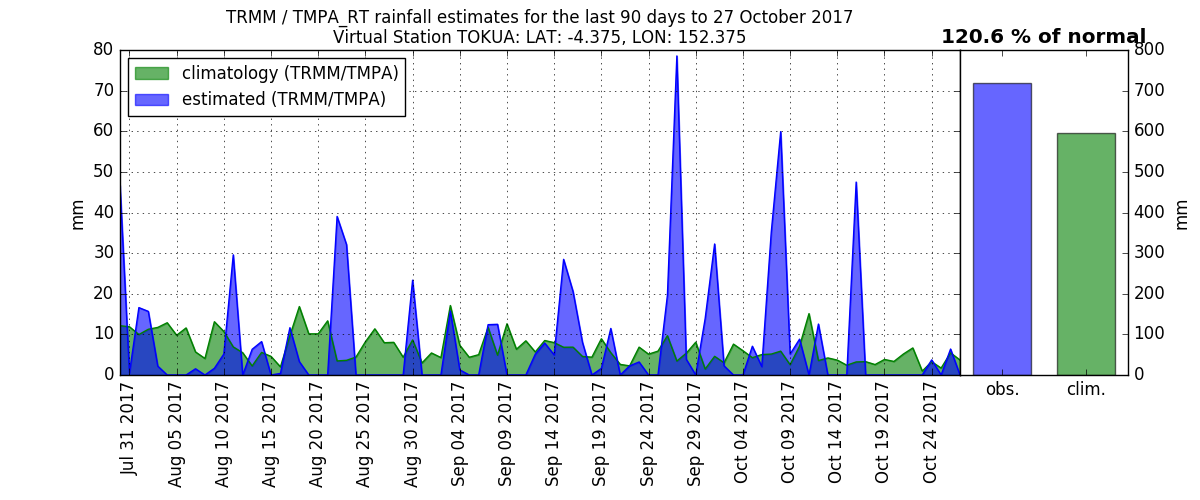 TRMM / TMPA_RT rainfall estimates for the last 90 days to 27 October 2017
Virtual Station TOKUA: LAT: -4.375, LON: 152.375
120.6 % of normal
climatology (TRMM/TMPA)
estimated (TRMM/TMPA)
80
70
60
50
40
30
20
10
0
mm
Jul 31 2017
Aug 05 2017
Aug 10 2017
Aug 15 2017
Aug 20 2017
Aug 25 2017
Aug 30 2017
Sep 04 2017
Sep 09 2017
Sep 14 2017
Sep 19 2017
Sep 24 2017
Sep 29 2017
Oct 04 2017
Oct 09 2017
Oct 14 2017
Oct 19 2017
Oct 24 2017
obs.
clim.
800
700
600
500
400
300
200
100
0
mm